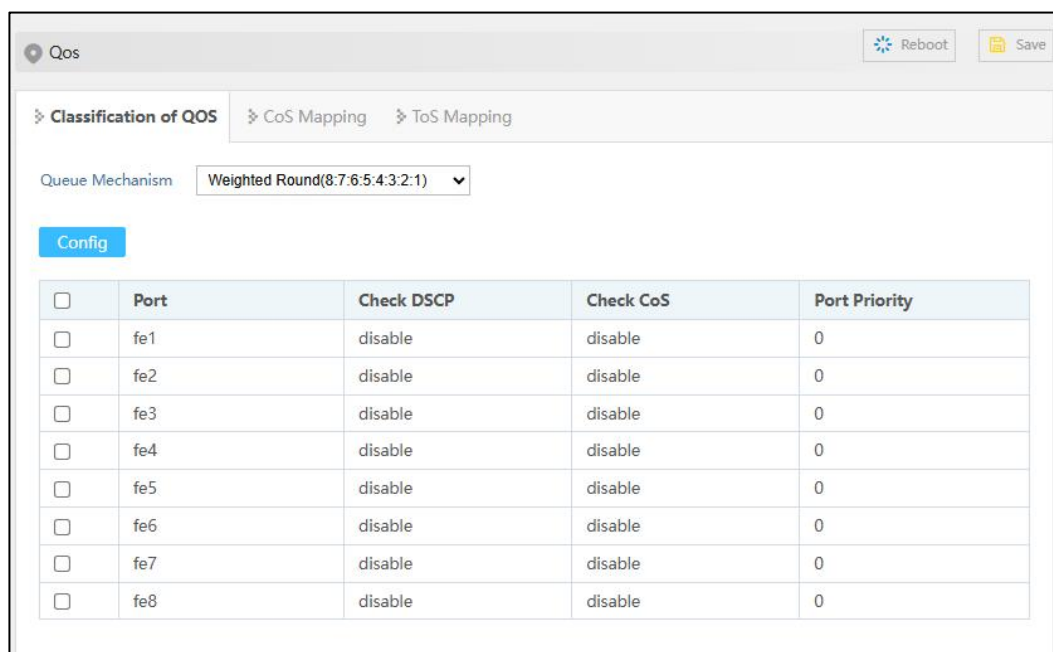 Qos Reboot Save
Classification of QOS CoS Mapping ToS Mapping
Queue Mechanism Weighted Round(8:7:6:5:4:3:2:1)
Config
Port Check DSCP Check CoS Port Priority
fe1 disable disable 0
fe2 disable disable 0
fe3 disable disable 0
fe4 disable disable 0
fe5 disable disable 0
fe6 disable disable 0
fe7 disable disable 0
fe8 disable disable 0